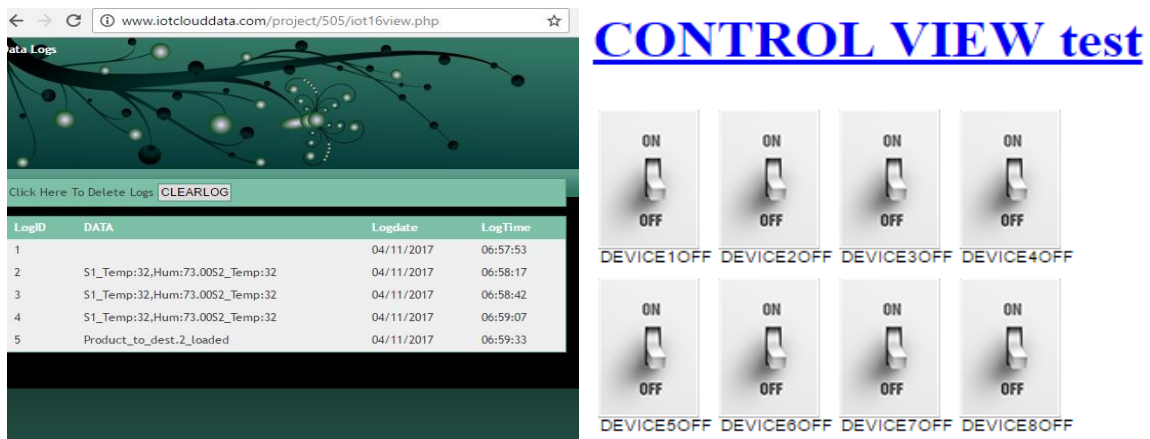 www.iotclouddata.com/project/505/iot16view.php
ata Logs
Click Here To Delete Logs CLEARLOG
LogID DATA Logdate LogTime
1 04/11/2017 06:57:53
2 S1_Temp:32,Hum:73.00S2_Temp:32 04/11/2017 06:58:17
3 S1_Temp:32,Hum:73.00S2_Temp:32 04/11/2017 06:58:42
4 S1_Temp:32,Hum:73.00S2_Temp:32 04/11/2017 06:59:07
5 Product_to_dest.2_loaded 04/11/2017 06:59:33
CONTROL VIEW test
ON ON ON ON
OFF OFF OFF OFF
DEVICE1OFF DEVICE2OFF DEVICE3OFF DEVICE4OFF
ON ON ON ON
OFF OFF OFF OFF
DEVICE5OFF DEVICE6OFF DEVICE7OFF DEVICE8OFF